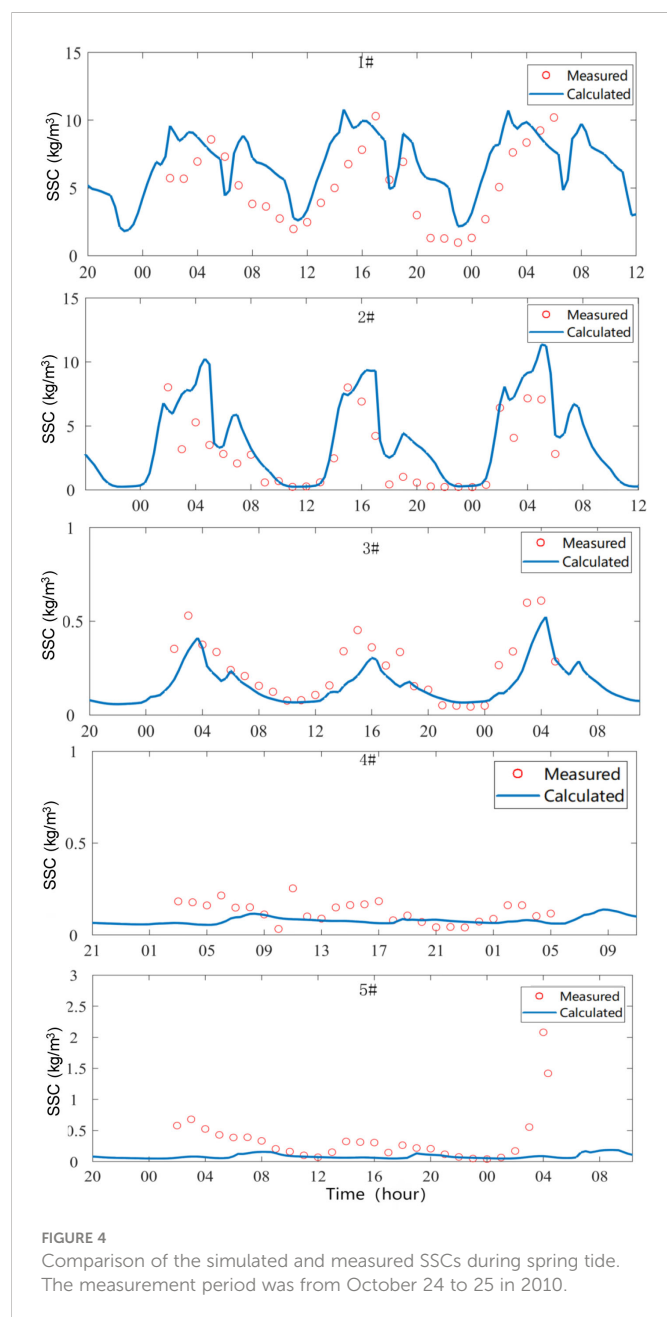 15
1#
Measured
Calculated
10
SSC (kg/m³)
5
0
20 00 04 08 12 16 20 00 04 08 12
15
2#
Measured
Calculated
10
SSC (kg/m³)
5
0
00 04 08 12 16 20 00 04 08 12
1
3#
Measured
Calculated
SSC (kg/m³)
0.5
0
20 00 04 08 12 16 20 00 04 08
1
4#
Measured
Calculated
SSC (kg/m³)
0.5
0
21 01 05 09 13 17 21 01 05 09
3
5#
Measured
Calculated
2.5
2
SSC (kg/m³)
1.5
1
0.5
0
20 00 04 08 12 16 20 00 04 08
Time (hour)
FIGURE 4
Comparison of the simulated and measured SSCs during spring tide.
The measurement period was from October 24 to 25 in 2010.